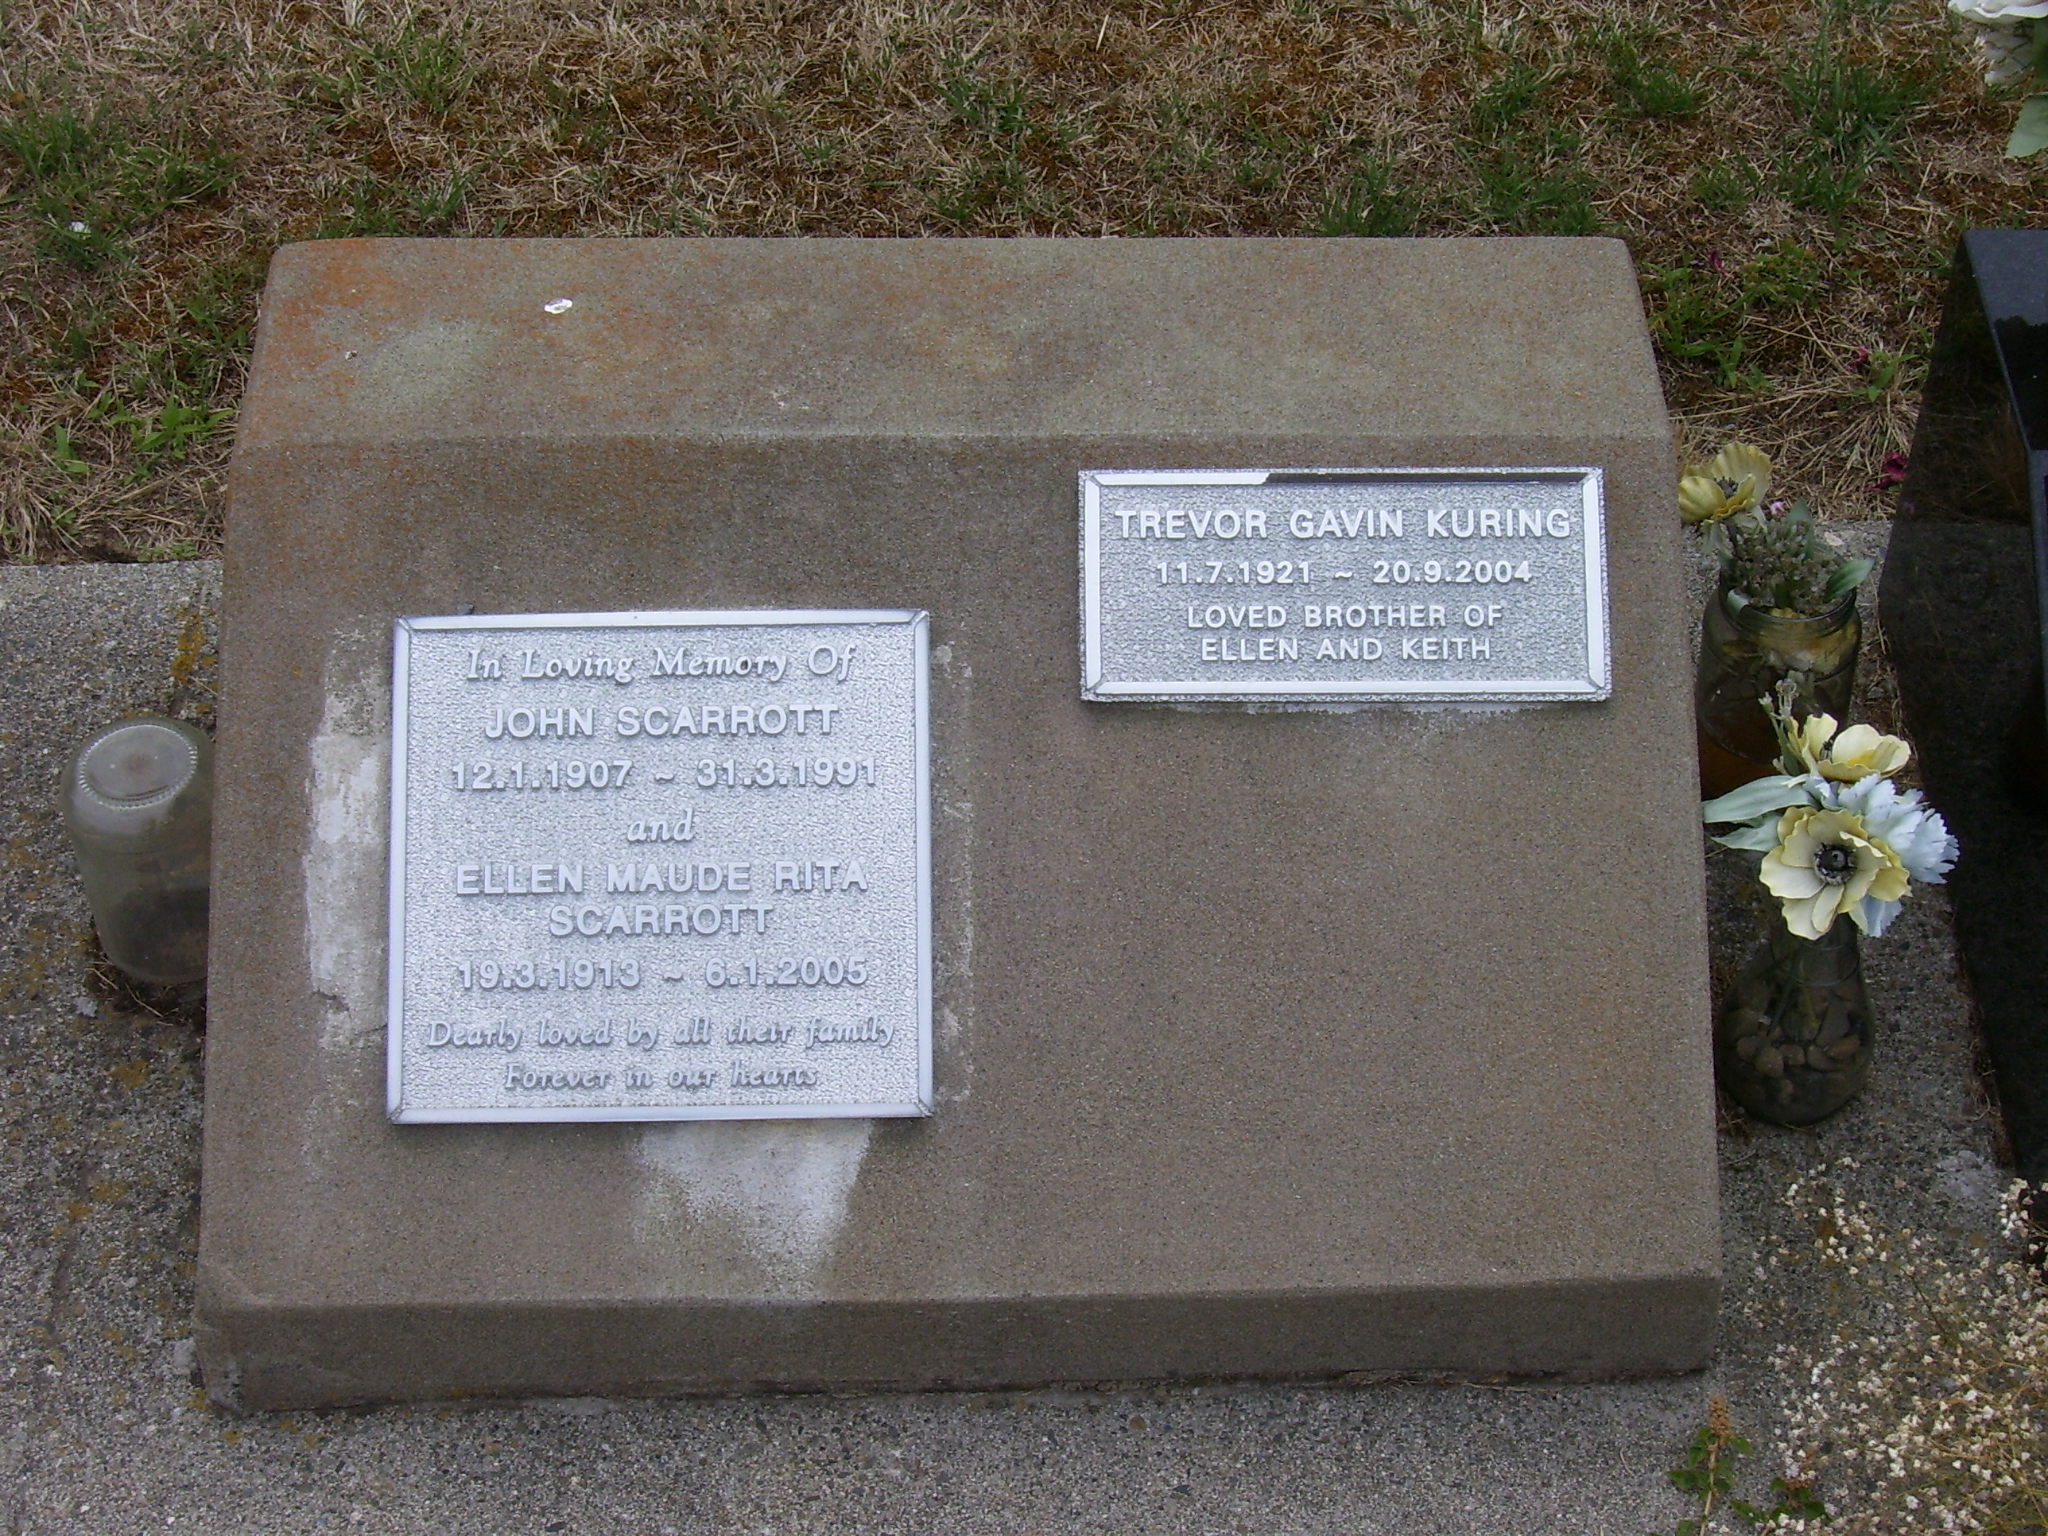 In Loving Memory Of
JOHN SCARROTT
12.1.1907 ~ 31.3.1991
and
ELLEN MAUDE RITA
SCARROTT
19.3.1913 ~ 6.1.2005
Dearly loved by all their family
Forever in our hearts
TREVOR GAVIN KURING
11.7.1921 ~ 20.9.2004
LOVED BROTHER OF
ELLEN AND KEITH